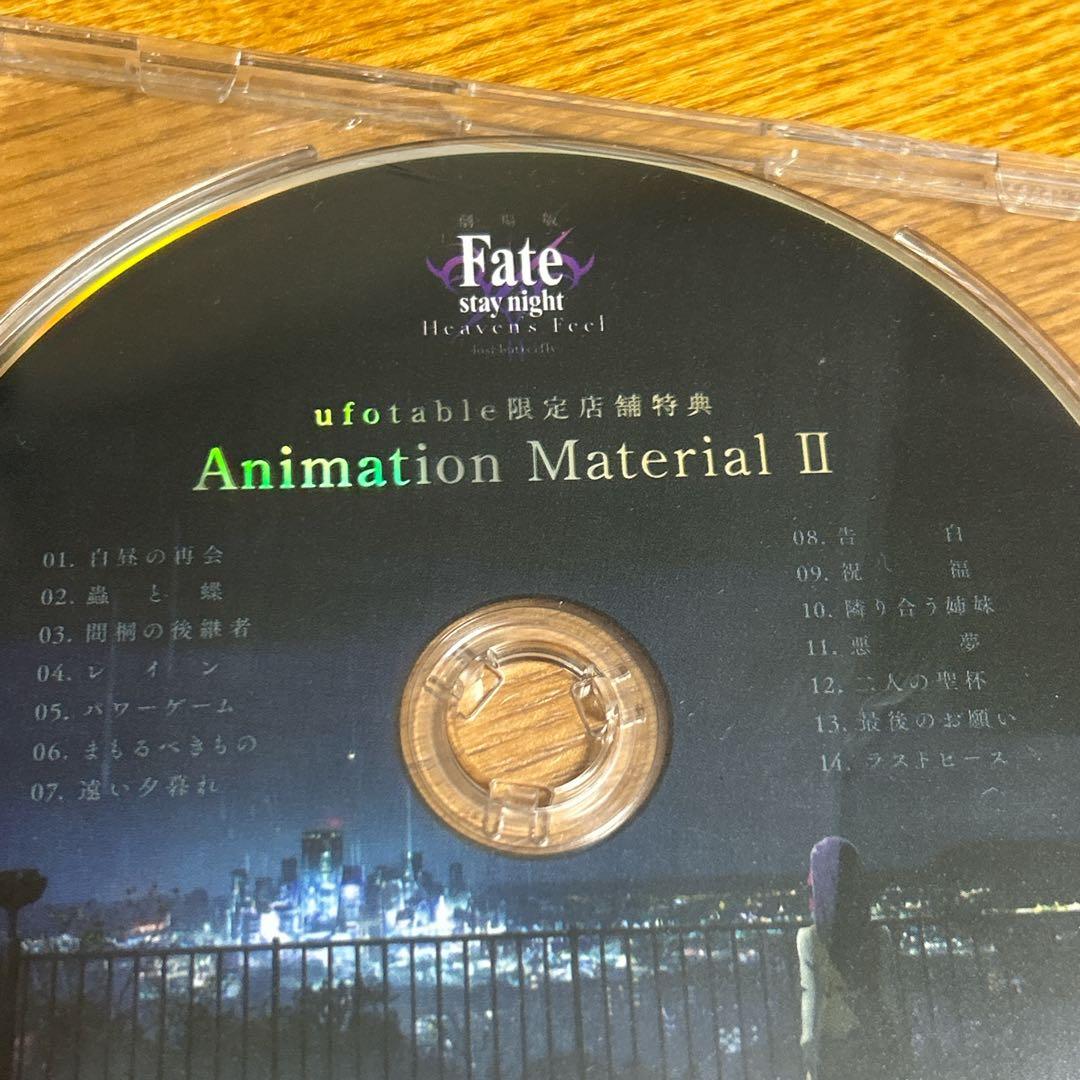 劇場版
Fate
stay night
Heaven's Feel
lost butterfly
ufotable限定店舗特典
Animation Material Ⅱ
01. 白昼の再会
02. 蟲と蝶
03. 間桐の後継者
04. レイン
05. パワーゲーム
06. まもるべきもの
07. 遠い夕暮れ
08. 告白
09. 祝福
10. 隣り合う姉妹
11. 悪夢
12. 二人の聖杯
13. 最後のお願い
14. ラストピース